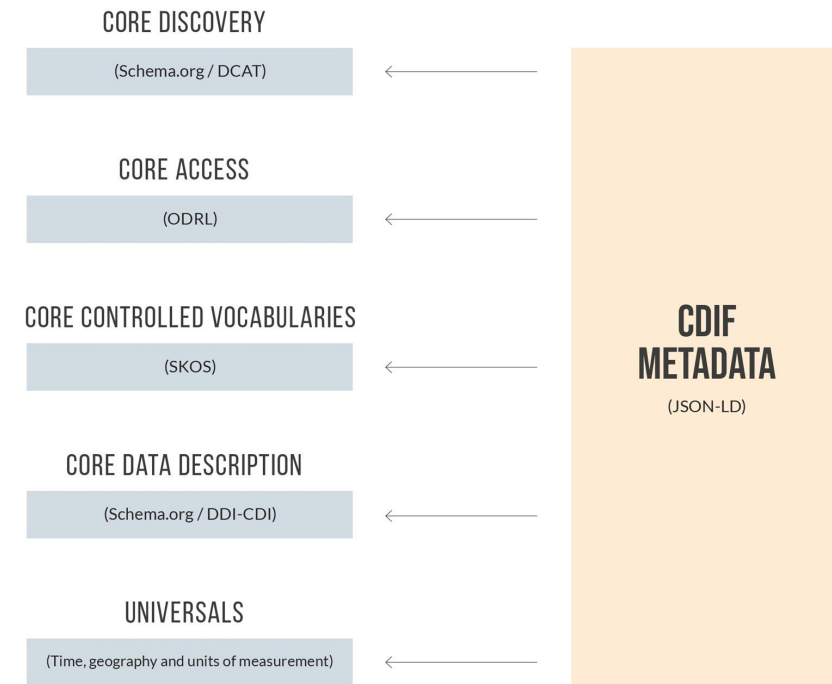 CORE DISCOVERY
(Schema.org / DCAT)
CORE ACCESS
(ODRL)
CORE CONTROLLED VOCABULARIES
(SKOS)
CORE DATA DESCRIPTION
(Schema.org / DDI-CDI)
UNIVERSALS
(Time, geography and units of measurement)
CDIF
METADATA
(JSON-LD)